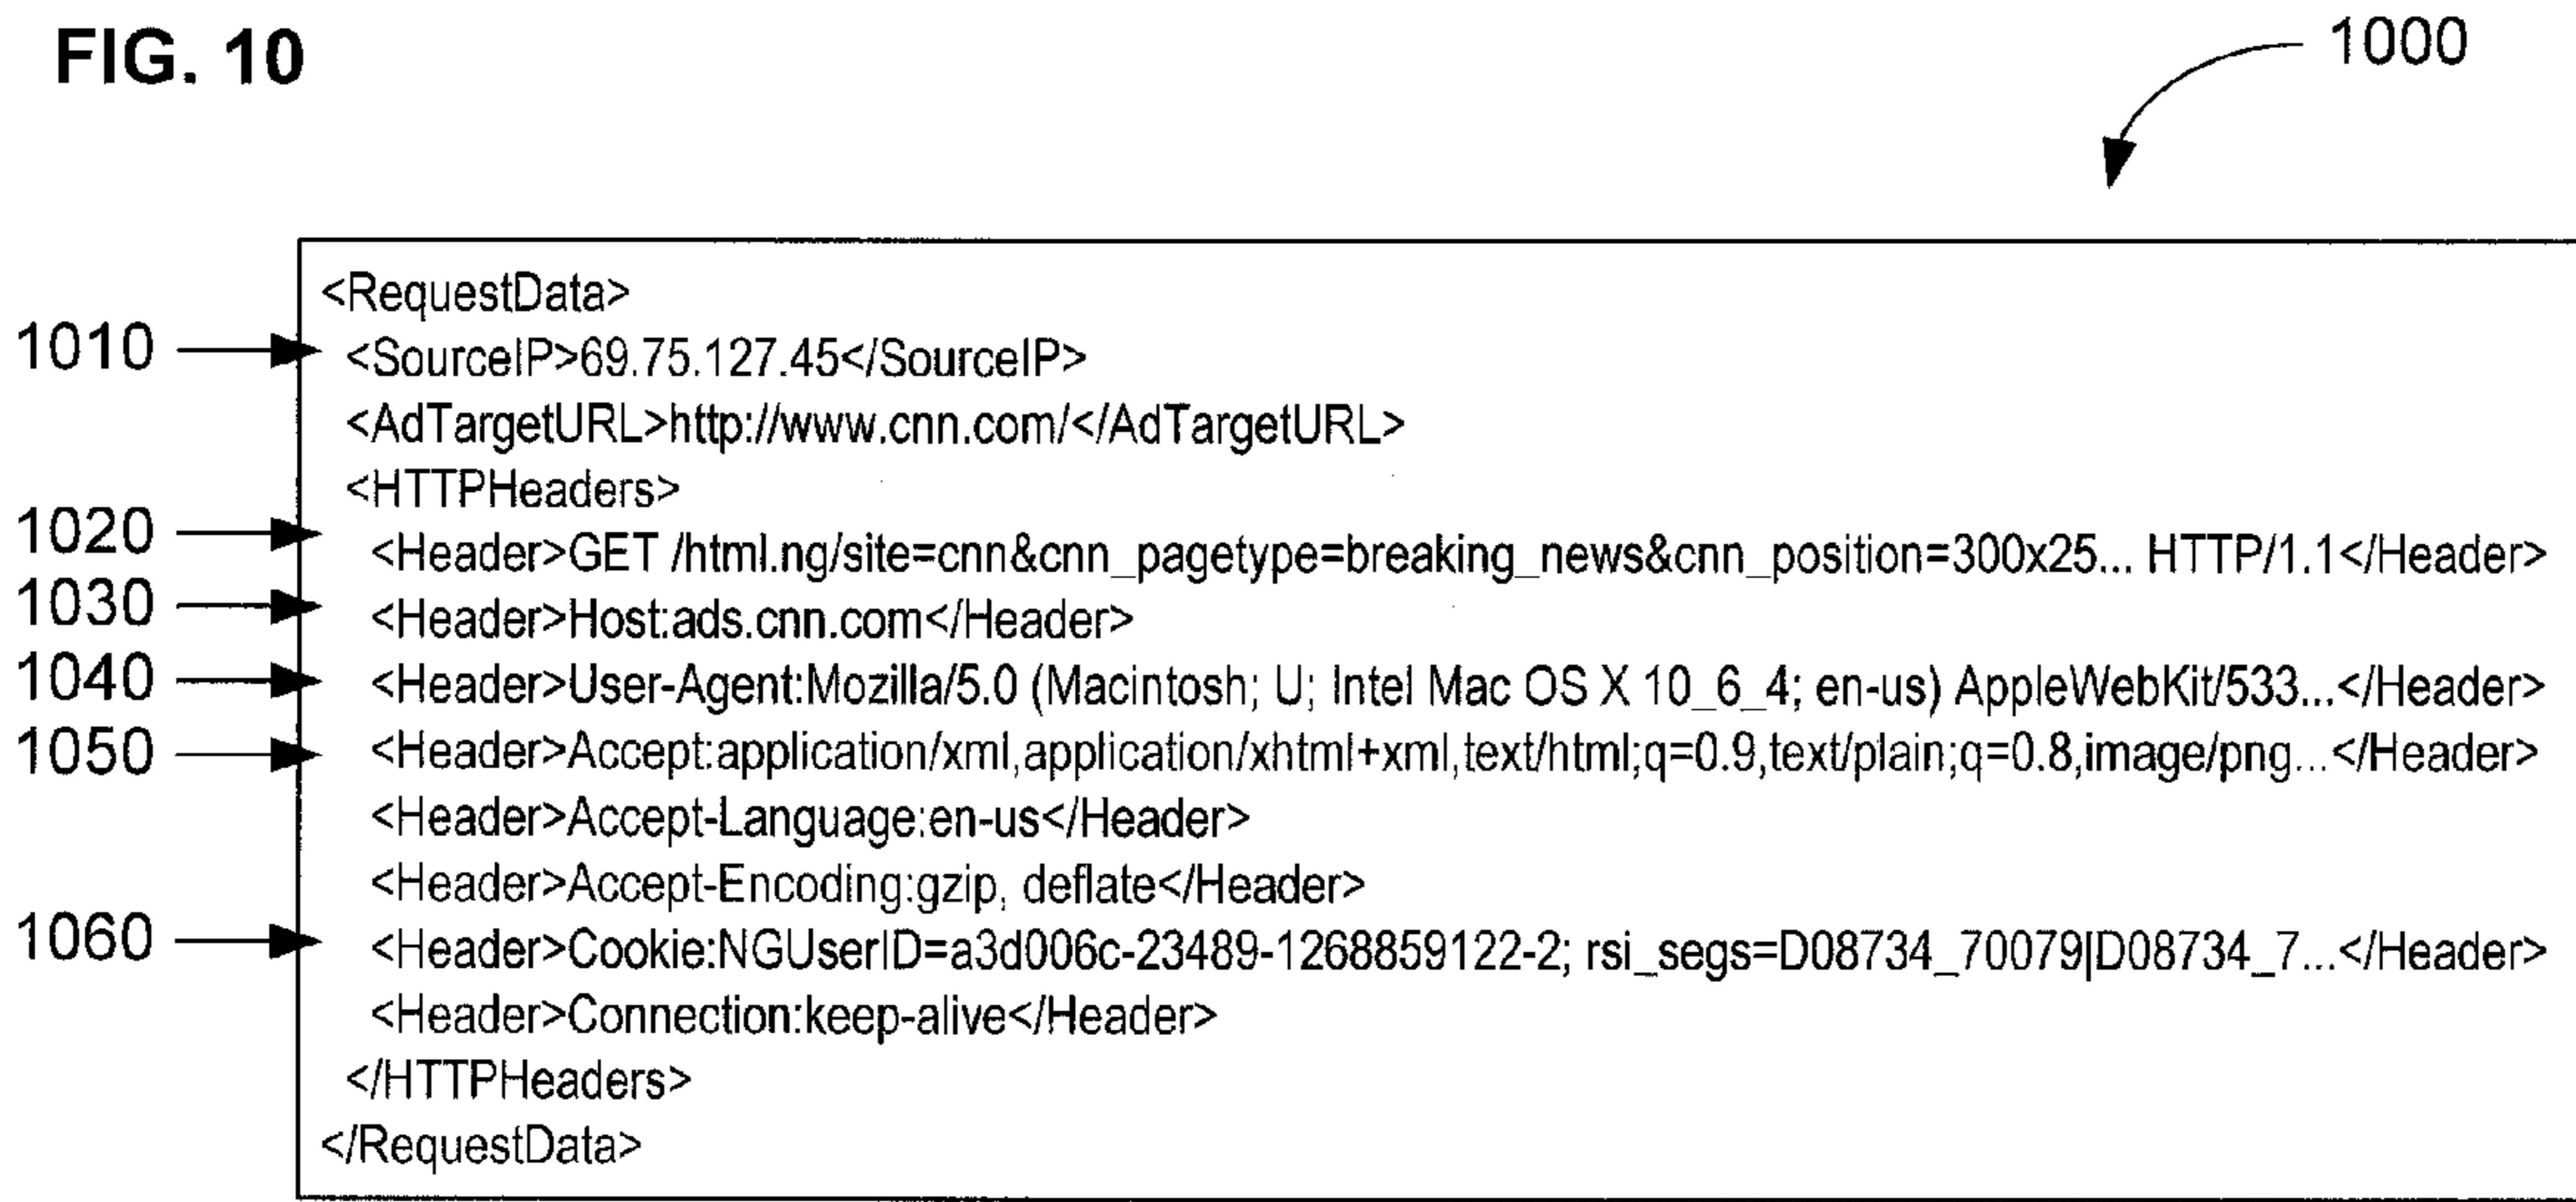 FIG. 10
1000
<RequestData>
1010 <SourceIP>69.75.127.45</SourceIP>
<AdTargetURL>http://www.cnn.com/</AdTargetURL>
<HTTPHeaders>
1020 <Header>GET /html.ng/site=cnn&cnn_pagetype=breaking_news&cnn_position=300x25... HTTP/1.1</Header>
1030 <Header>Host:ads.cnn.com</Header>
1040 <Header>User-Agent:Mozilla/5.0 (Macintosh; U; Intel Mac OS X 10_6_4; en-us) AppleWebKit/533...</Header>
1050 <Header>Accept:application/xml,application/xhtml+xml,text/html;q=0.9,text/plain;q=0.8,image/png...</Header>
<Header>Accept-Language:en-us</Header>
<Header>Accept-Encoding:gzip, deflate</Header>
1060 <Header>Cookie:NGUserID=a3d006c-23489-1268859122-2; rsi_segs=D08734_70079|D08734_7...</Header>
<Header>Connection:keep-alive</Header>
</HTTPHeaders>
</RequestData>